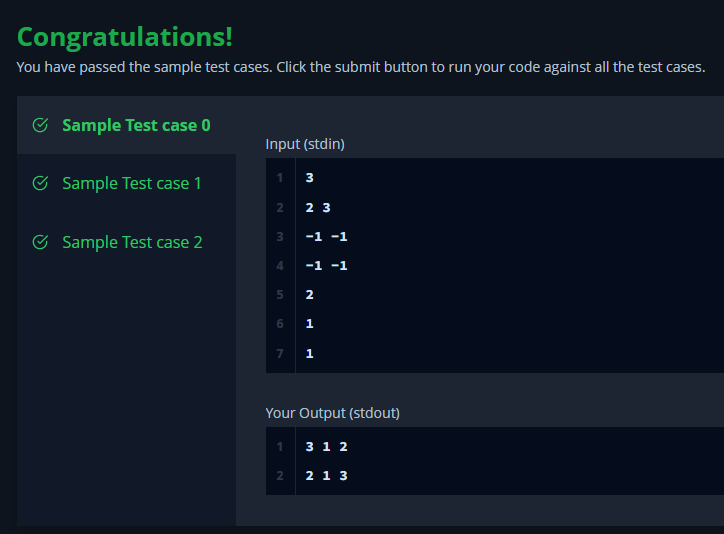 Congratulations!
You have passed the sample test cases. Click the submit button to run your code against all the test cases.
Sample Test case 0
Sample Test case 1
Sample Test case 2
Input (stdin)
1 3
2 2 3
3 −1 −1
4 −1 −1
5 2
6 1
7 1
Your Output (stdout)
1 3 1 2
2 2 1 3